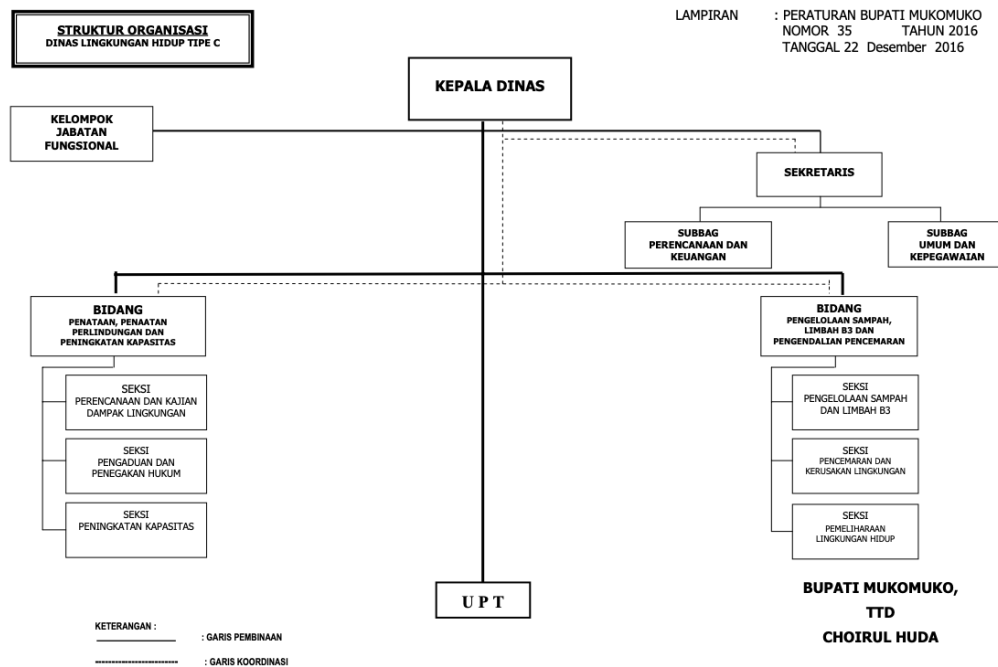 STRUKTUR ORGANISASI
DINAS LINGKUNGAN HIDUP TIPE C
LAMPIRAN : PERATURAN BUPATI MUKOMUKO
NOMOR 35 TAHUN 2016
TANGGAL 22 Desember 2016
KEPALA DINAS
KELOMPOK
JABATAN
FUNGSIONAL
SEKRETARIS
SUBBAG
PERENCANAAN DAN
KEUANGAN
SUBBAG
UMUM DAN
KEPEGAWAIAN
BIDANG
PENATAAN, PENAATAN
PERLINDUNGAN DAN
PENINGKATAN KAPASITAS
SEKSI
PERENCANAAN DAN KAJIAN
DAMPAK LINGKUNGAN
SEKSI
PENGADUAN DAN
PENEGAKAN HUKUM
SEKSI
PENINGKATAN KAPASITAS
BIDANG
PENGELOLAAN SAMPAH,
LIMBAH B3 DAN
PENGENDALIAN PENCEMARAN
SEKSI
PENGELOLAAN SAMPAH
DAN LIMBAH B3
SEKSI
PENCEMARAN DAN
KERUSAKAN LINGKUNGAN
SEKSI
PEMELIHARAAN
LINGKUNGAN HIDUP
U P T
BUPATI MUKOMUKO,
TTD
CHOIRUL HUDA
KETERANGAN :
: GARIS PEMBINAAN
: GARIS KOORDINASI